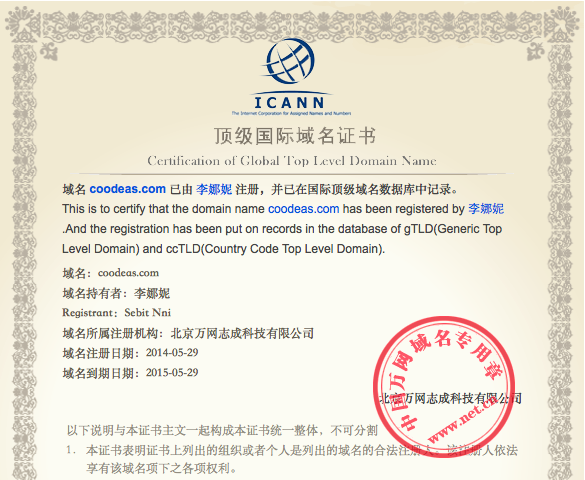 ICANN
The Internet Corporation for Assigned Names and Numbers
顶级国际域名证书
Certification of Global Top Level Domain Name
域名 coodeas.com 已由 李娜妮 注册，并已在国际顶级域名数据库中记录。
This is to certify that the domain name coodeas.com has been registered by 李娜妮
.And the registration has been put on records in the database of gTLD(Generic Top
Level Domain) and ccTLD(Country Code Top Level Domain).
域名：coodeas.com
域名持有者：李娜妮
Registrant：Sebit Nni
域名所属注册机构：北京万网志成科技有限公司
域名注册日期：2014-05-29
域名到期日期：2015-05-29
中国万网域名专用章
www.net.cn
北京万网志成科技有限公司
以下说明与本证书主文一起构成本证书统一整体，不可分割
1. 本证书表明证书上列出的组织或者个人是列出的域名的合法注册人。该注册人依法
享有该域名项下之各项权利。